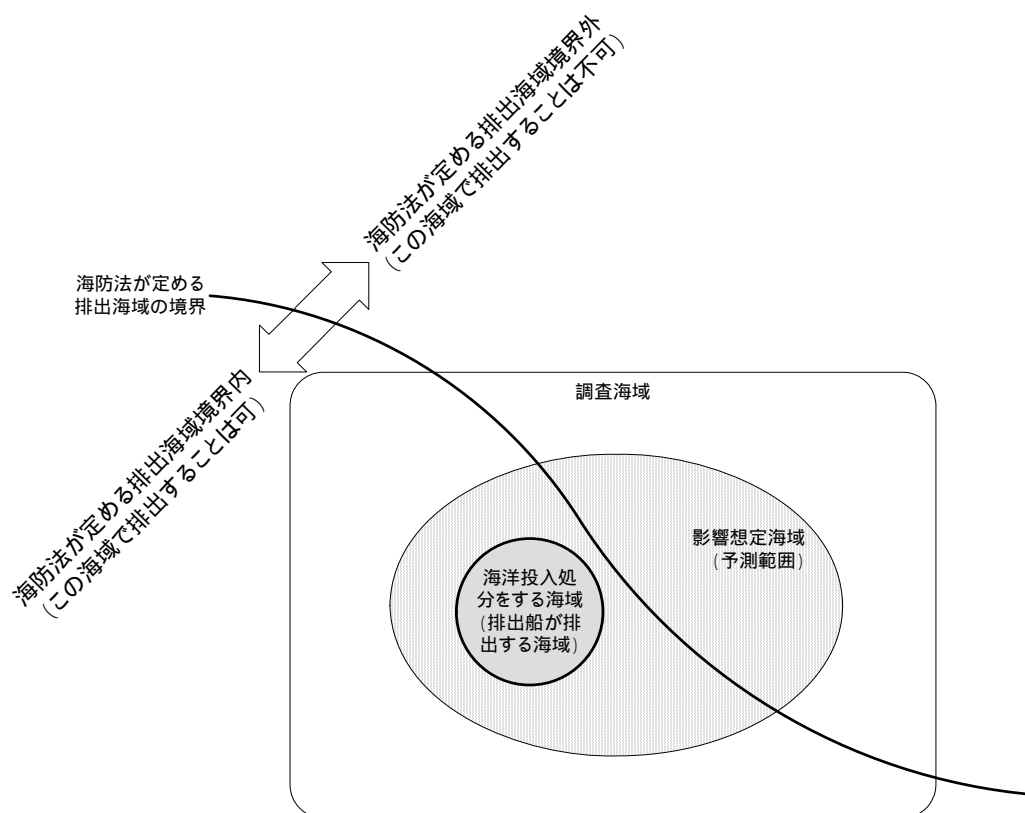 海防法が定める排出海域境界外
(この海域で排出することは不可)
海防法が定める
排出海域の境界
海防法が定める排出海域境界内
(この海域で排出することは可)
調査海域
影響想定海域
(予測範囲)
海洋投入処
分をする海域
(排出船が排
出する海域)